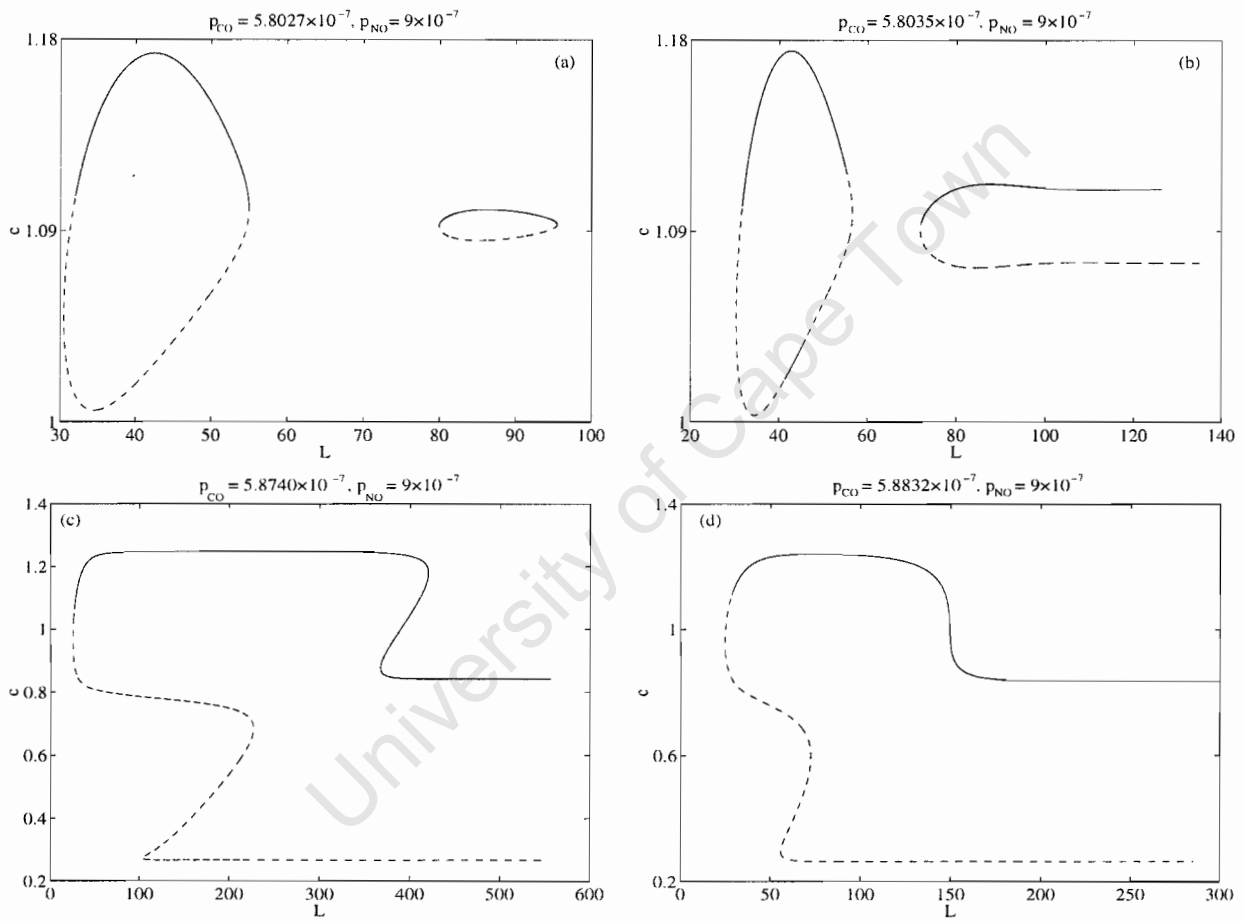 p_CO = 5.8027×10^-7, p_NO = 9×10^-7
1.18
(a)
c
1.09
1
30 40 50 60 70 80 90 100
L
p_CO = 5.8035×10^-7, p_NO = 9×10^-7
1.18
(b)
c
1.09
1
20 40 60 80 100 120 140
L
p_CO = 5.8740×10^-7, p_NO = 9×10^-7
1.4
(c)
1.2
1
c
0.8
0.6
0.4
0.2
0 100 200 300 400 500 600
L
p_CO = 5.8832×10^-7, p_NO = 9×10^-7
1.4
(d)
1
c
0.6
0.2
0 50 100 150 200 250 300
L
University of Cape Town